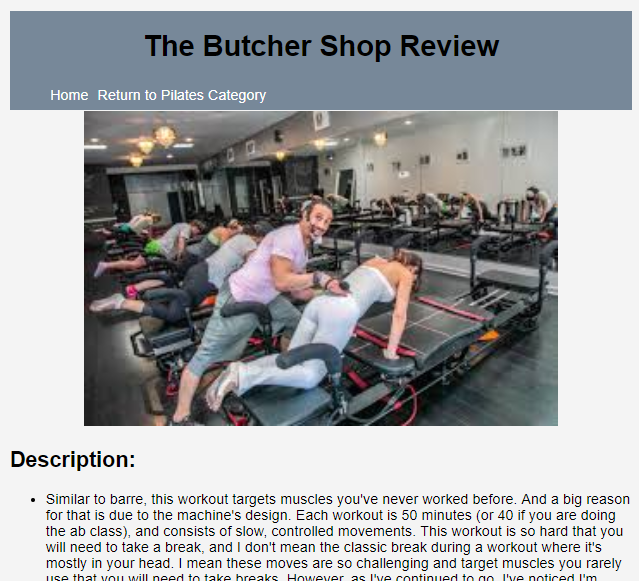 The Butcher Shop Review
Home Return to Pilates Category
Description:
Similar to barre, this workout targets muscles you've never worked before. And a big reason
for that is due to the machine's design. Each workout is 50 minutes (or 40 if you are doing
the ab class), and consists of slow, controlled movements. This workout is so hard that you
will need to take a break, and I don't mean the classic break during a workout where it's
mostly in your head. I mean these moves are so challenging and target muscles you rarely
use that you will need to take breaks. However, as I've continued to go, I've noticed I'm